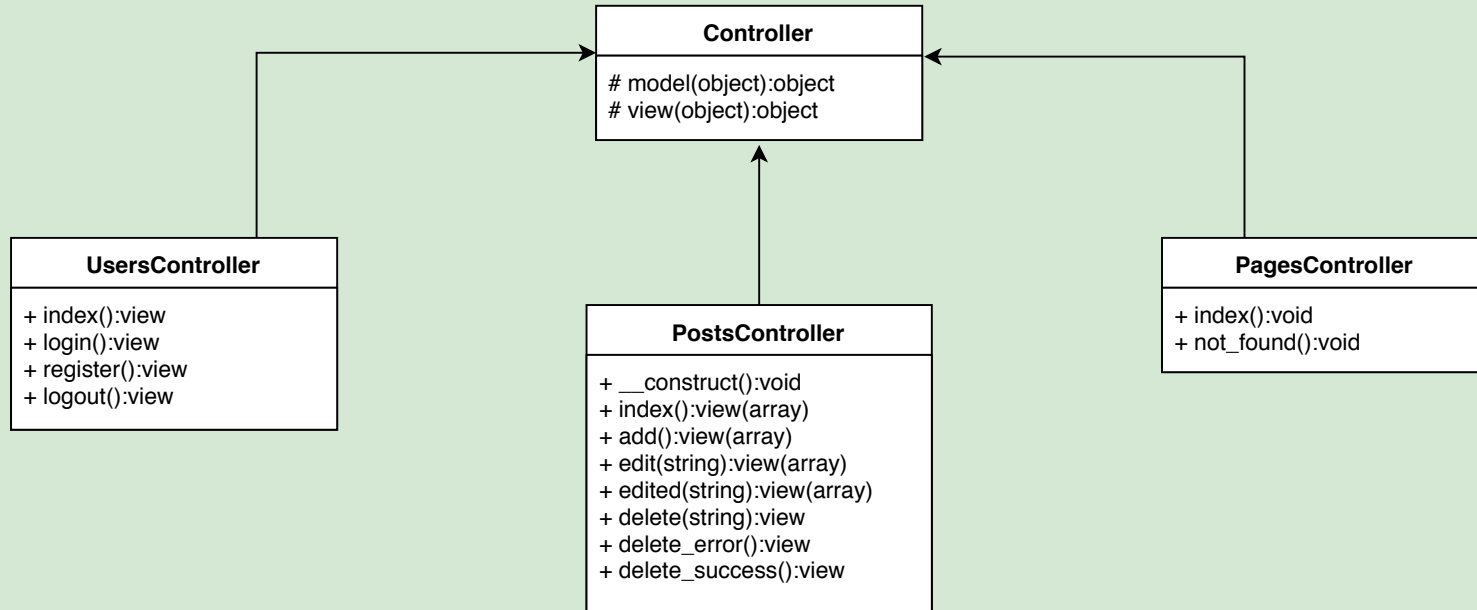 Controller
# model(object):object
# view(object):object
UsersController
+ index():view
+ login():view
+ register():view
+ logout():view
PostsController
+ __construct():void
+ index():view(array)
+ add():view(array)
+ edit(string):view(array)
+ edited(string):view(array)
+ delete(string):view
+ delete_error():view
+ delete_success():view
PagesController
+ index():void
+ not_found():void